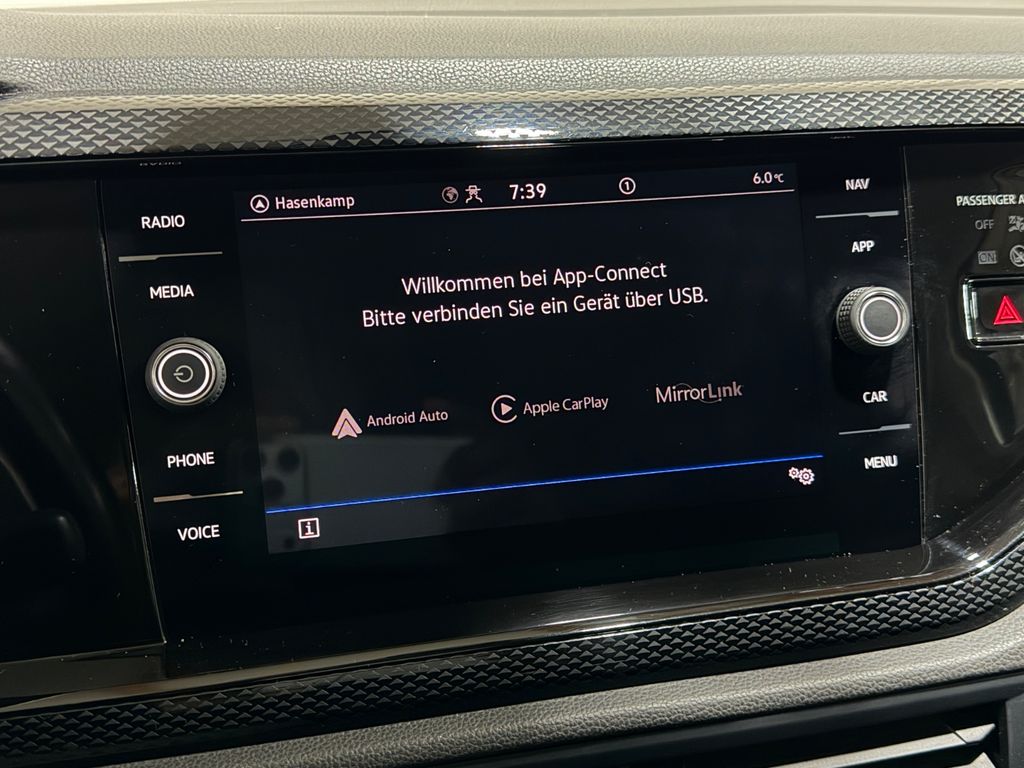 RADIO
MEDIA
PHONE
VOICE
Hasenkamp
7:39
1
6.0°C
Willkommen bei App-Connect
Bitte verbinden Sie ein Gerät über USB.
Android Auto
Apple CarPlay
MirrorLink
i
NAV
APP
CAR
MENU
PASSENGER A
OFF
ON